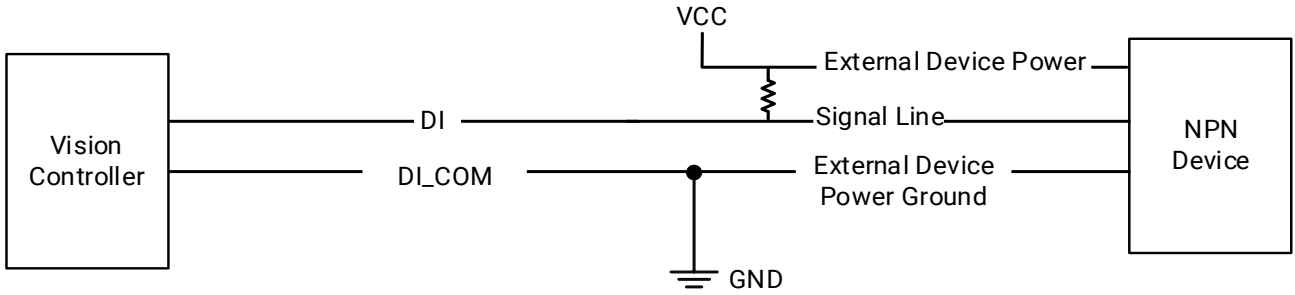 VCC
External Device Power
Vision
Controller
DI
Signal Line
NPN
Device
DI_COM
External Device
Power Ground
GND